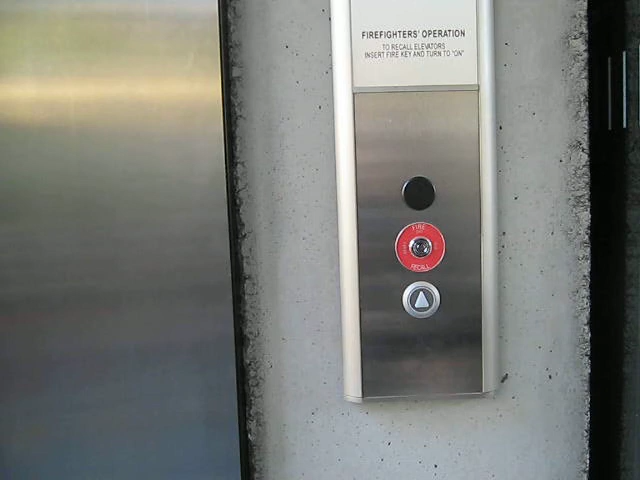 FIREFIGHTERS' OPERATION
TO RECALL ELEVATORS
INSERT FIRE KEY AND TURN TO "ON"
FIRE
RECALL